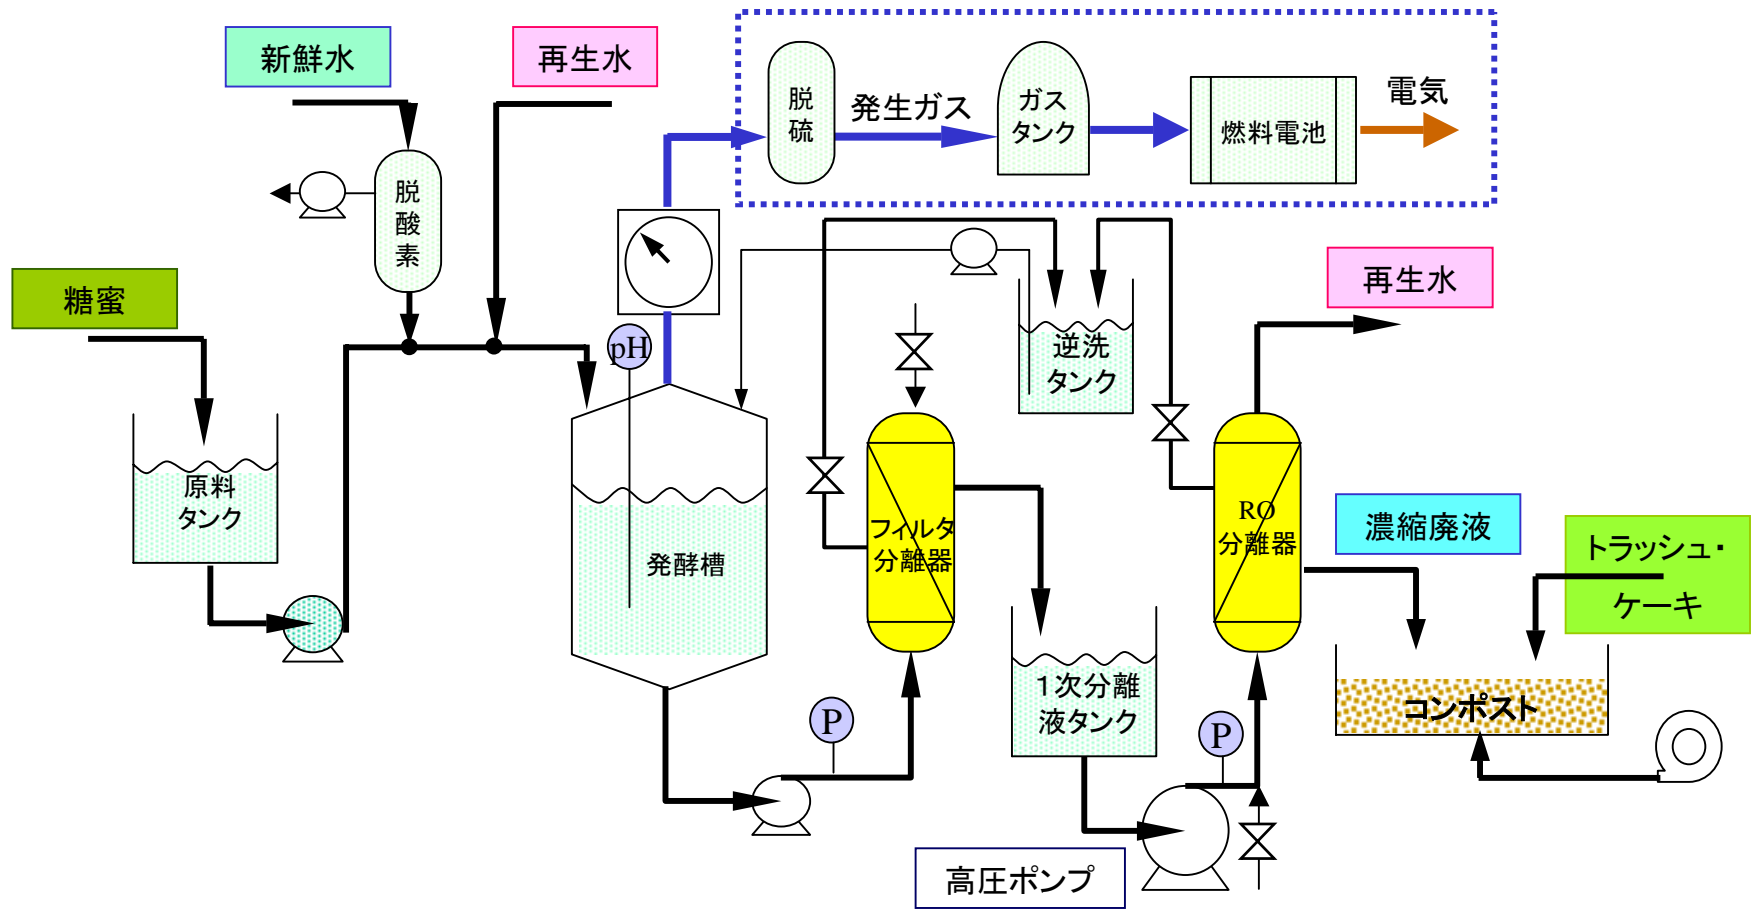 新鮮水
再生水
脱
硫
発生ガス
ガス
タンク
燃料電池
電気
脱
酸
素
糖蜜
再生水
pH
逆洗
タンク
原料
タンク
発酵槽
フィルタ
分離器
RO
分離器
濃縮廃液
トラッシュ・
ケーキ
1次分離
液タンク
コンポスト
P
P
高圧ポンプ